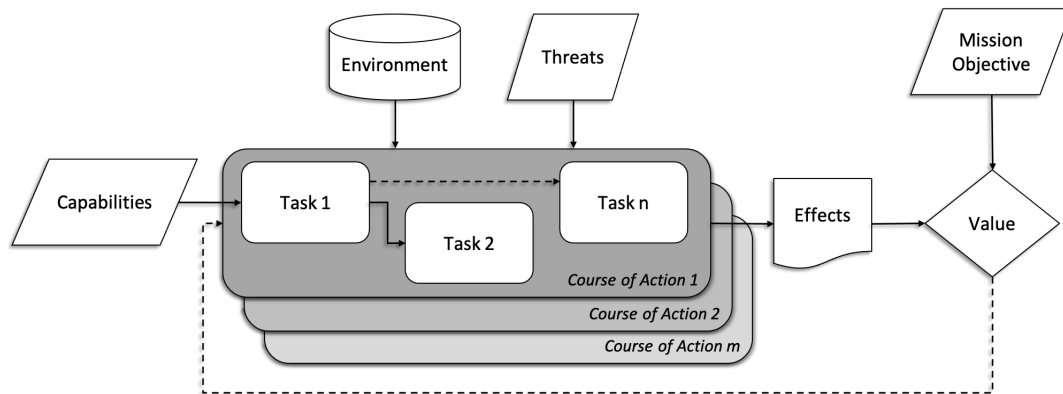 Environment
Threats
Mission
Objective
Capabilities
Task 1
Task 2
Task n
Effects
Value
Course of Action 1
Course of Action 2
Course of Action m